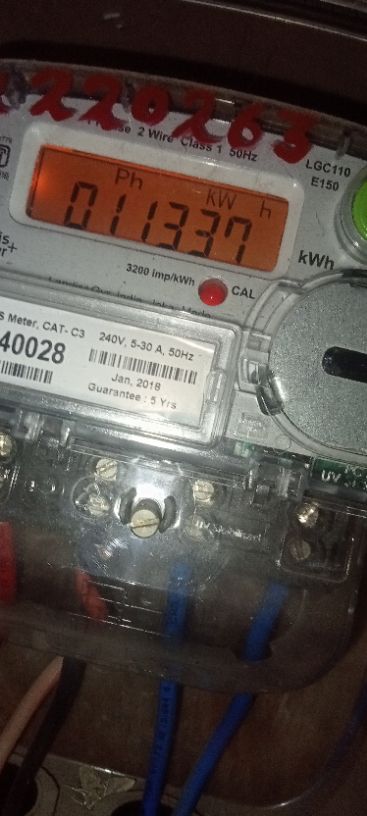 220263
2 Wire Class 1 50Hz
LGC110
E150
Ph kW h
011337
kWh
3200 imp/kWh
CAL
S Meter, CAT- C3
240V, 5-30 A, 50Hz
40028
Jan, 2018
Guarantee : 5 Yrs
UV